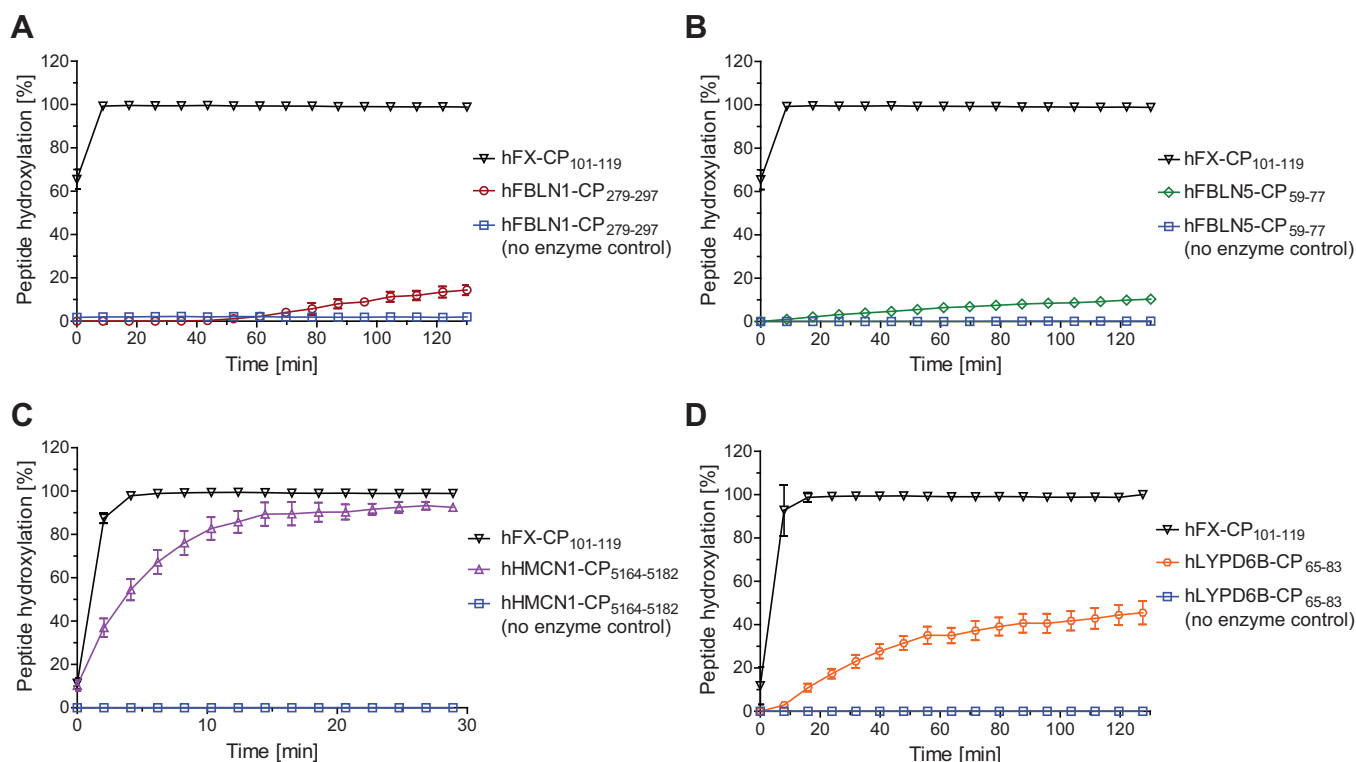 A
Peptide hydroxylation [%]
120
100
80
60
40
20
0
0 20 40 60 80 100 120
Time [min]
hFX-CP101-119
hFBLN1-CP279-297
hFBLN1-CP279-297
(no enzyme control)
B
Peptide hydroxylation [%]
120
100
80
60
40
20
0
0 20 40 60 80 100 120
Time [min]
hFX-CP101-119
hFBLN5-CP59-77
hFBLN5-CP59-77
(no enzyme control)
C
Peptide hydroxylation [%]
120
100
80
60
40
20
0
0 10 20 30
Time [min]
hFX-CP101-119
hHMCN1-CP5164-5182
hHMCN1-CP5164-5182
(no enzyme control)
D
Peptide hydroxylation [%]
120
100
80
60
40
20
0
0 20 40 60 80 100 120
Time [min]
hFX-CP101-119
hLYPD6B-CP65-83
hLYPD6B-CP65-83
(no enzyme control)